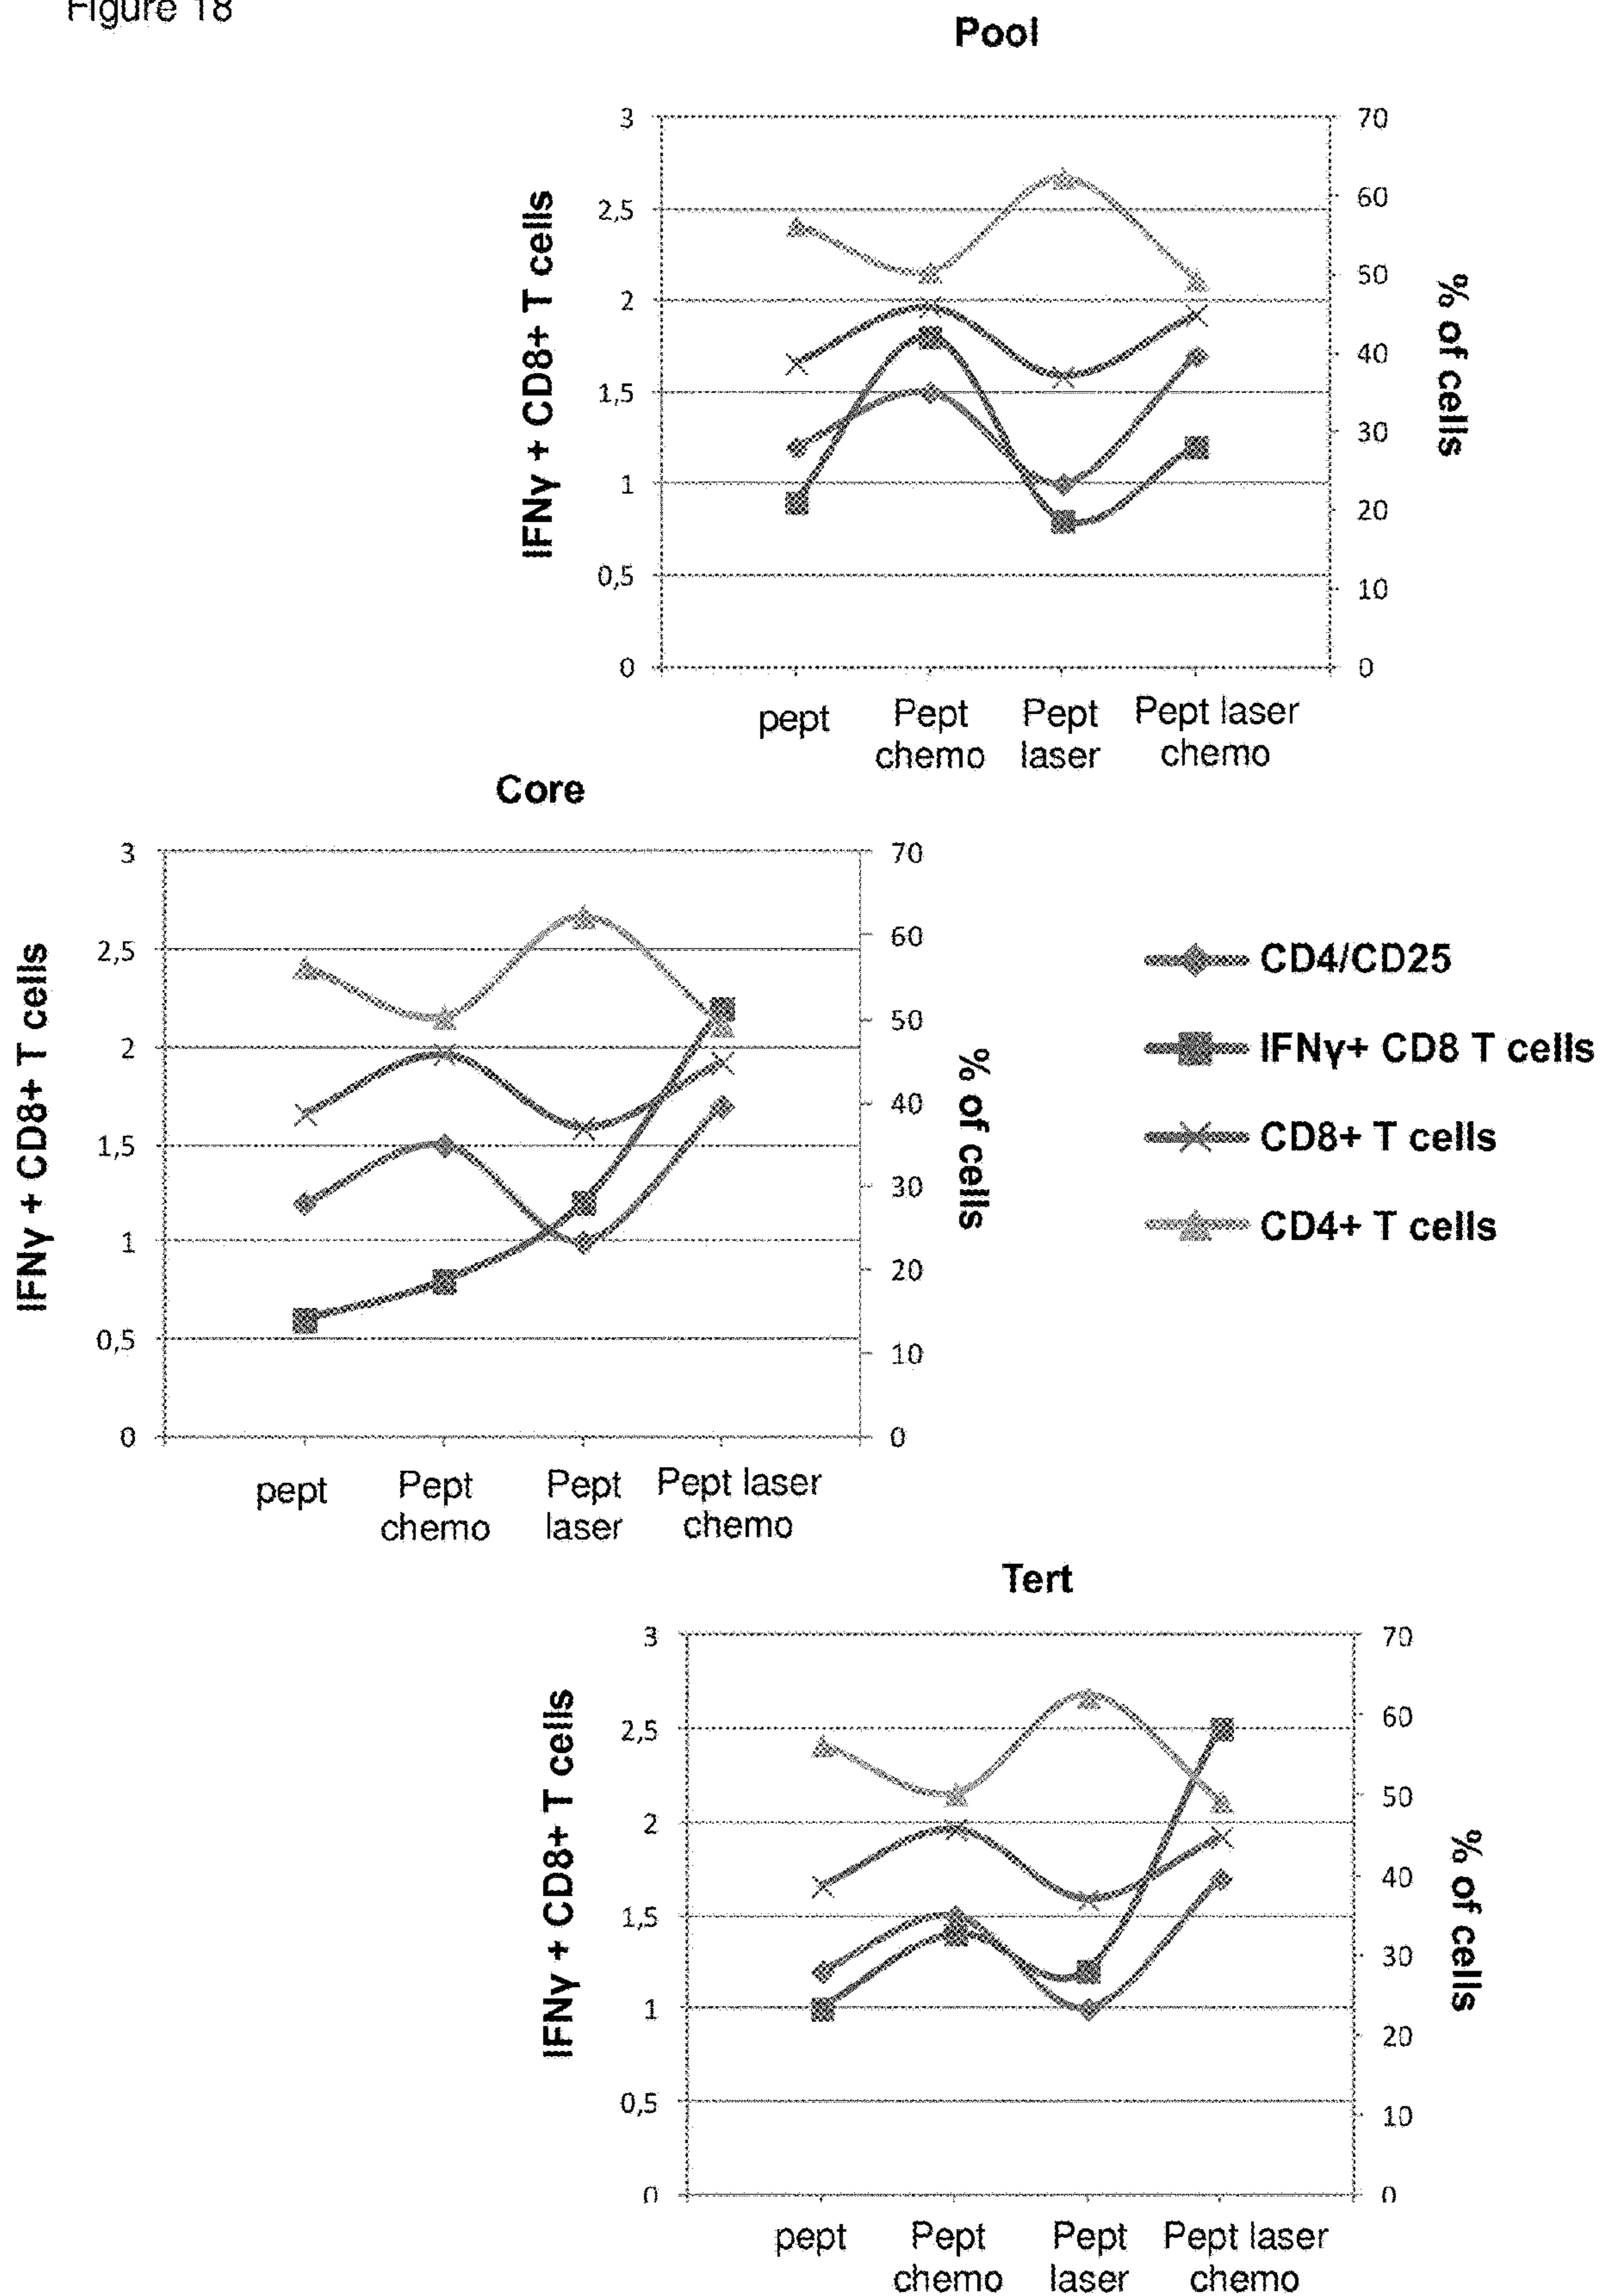 Figure 18
Pool
IFNγ + CD8+ T cells
3
2,5
2
1,5
1
0,5
0
70
60
50
40
30
20
10
0
% of cells
pept
Pept chemo
Pept laser
Pept laser chemo
Core
IFNγ + CD8+ T cells
3
2,5
2
1,5
1
0,5
0
70
60
50
40
30
20
10
0
% of cells
pept
Pept chemo
Pept laser
Pept laser chemo
CD4/CD25
IFNγ+ CD8 T cells
CD8+ T cells
CD4+ T cells
Tert
IFNγ + CD8+ T cells
3
2,5
2
1,5
1
0,5
0
70
60
50
40
30
20
10
0
% of cells
pept
Pept chemo
Pept laser
Pept laser chemo